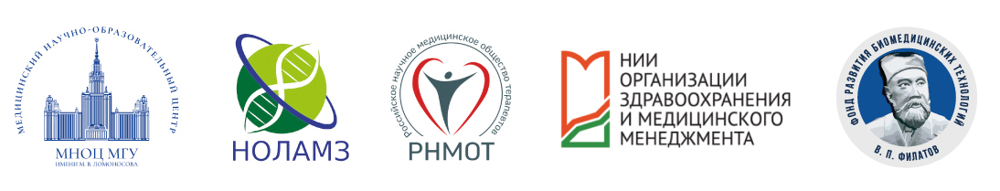 МЕДИЦИНСКИЙ НАУЧНО-ОБРАЗОВАТЕЛЬНЫЙ ЦЕНТР
МНОЦ МГУ
ИМЕНИ М. В. ЛОМОНОСОВА
НОЛАМЗ
Российское научное медицинское общество терапевтов
РНМОТ
НИИ
ОРГАНИЗАЦИИ
ЗДРАВООХРАНЕНИЯ
И МЕДИЦИНСКОГО
МЕНЕДЖМЕНТА
ФОНД РАЗВИТИЯ БИОМЕДИЦИНСКИХ ТЕХНОЛОГИЙ
В. П. ФИЛАТОВ